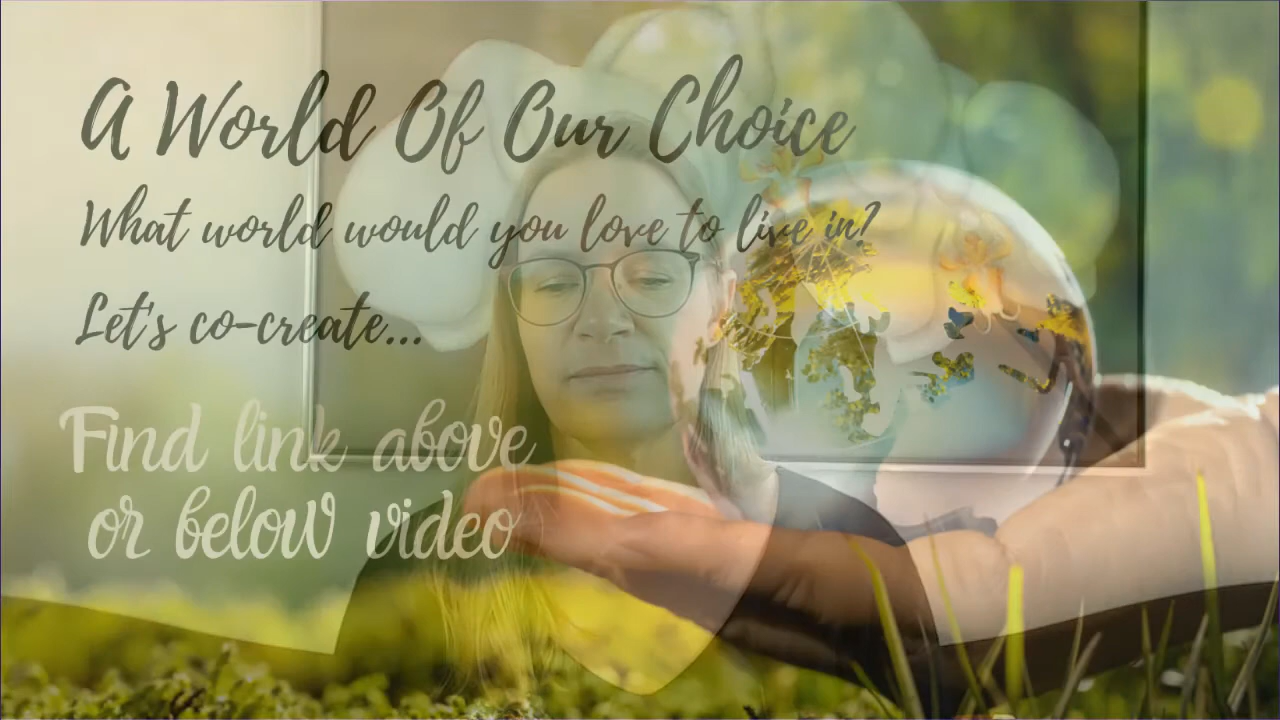 A World Of Our Choice
What world would you love to live in?
Let's co-create...
Find link above
or below video